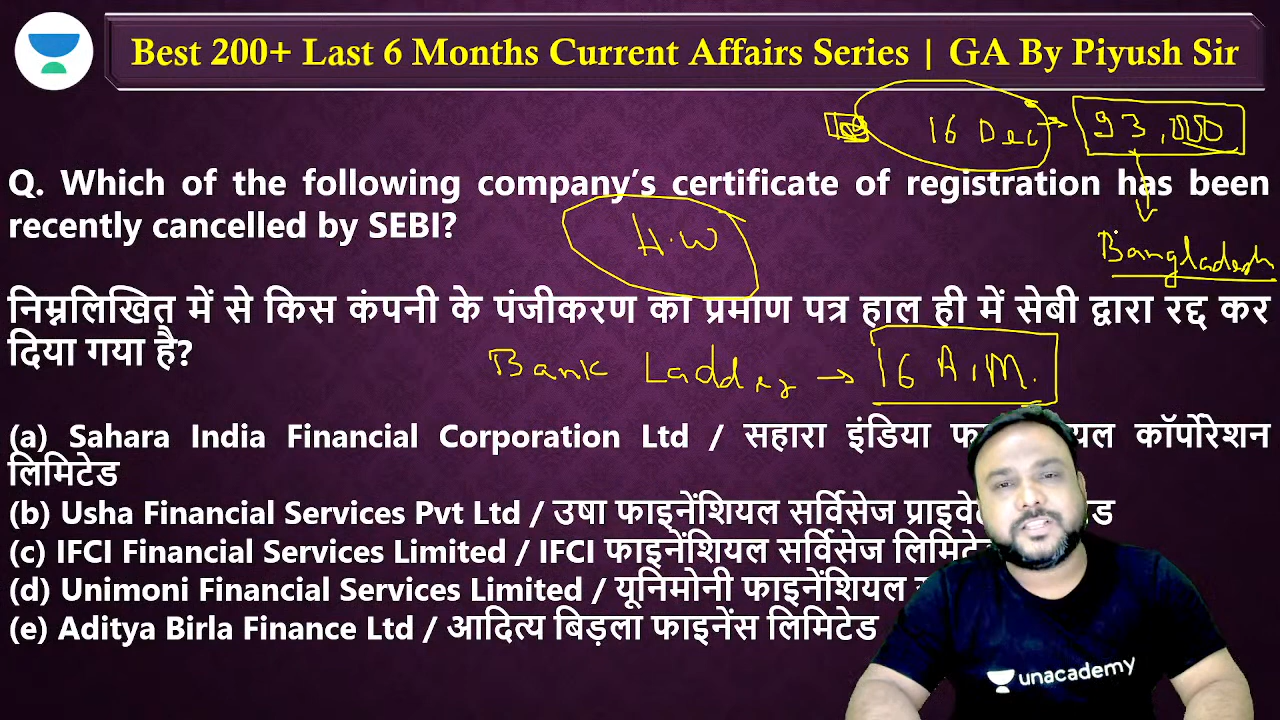 Best 200+ Last 6 Months Current Affairs Series | GA By Piyush Sir
16 Dec → 93,000
Q. Which of the following company's certificate of registration has been
recently cancelled by SEBI?
H.W
Bangladesh
निम्नलिखित में से किस कंपनी के पंजीकरण का प्रमाण पत्र हाल ही में सेबी द्वारा रद्द कर
दिया गया है?
Bank Ladder → 16 A.M.
(a) Sahara India Financial Corporation Ltd / सहारा इंडिया कॉर्पोरेशन
लिमिटेड
(b) Usha Financial Services Pvt Ltd / उषा फाइनेंशियल सर्विसेज
(c) IFCI Financial Services Limited / IFCI फाइनेंशियल सर्विसेज
(d) Unimoni Financial Services Limited / यूनिमोनी फाइनेंशियल
(e) Aditya Birla Finance Ltd / आदित्य बिड़ला फाइनेंस लिमिटेड
unacademy